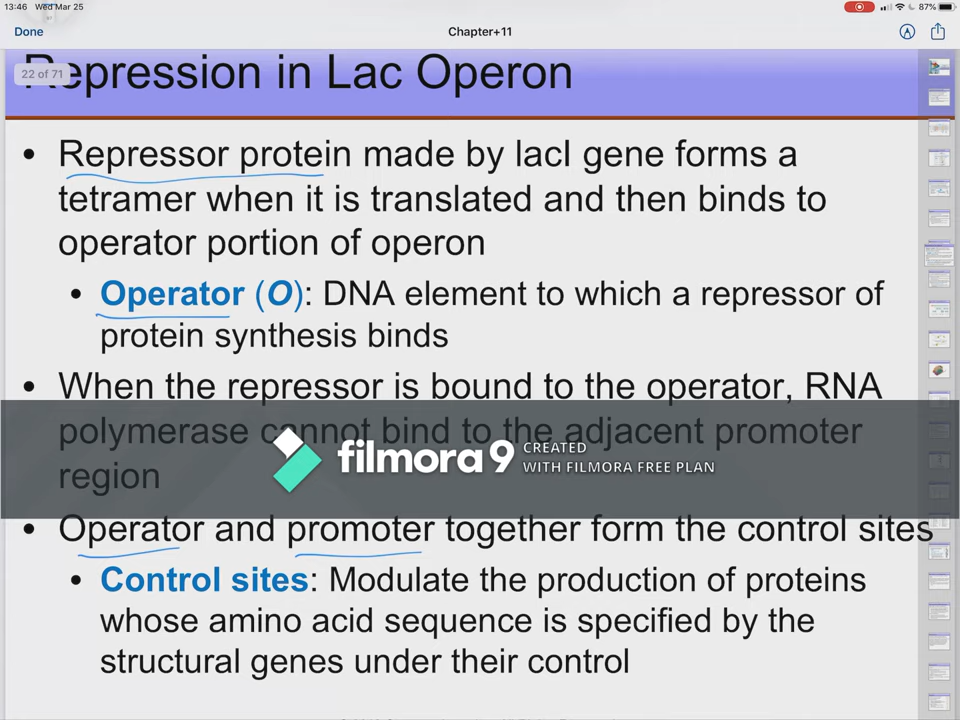 13:46 Wed Mar 25
87%
Done
Chapter+11
22 of 71
Repression in Lac Operon
• Repressor protein made by lacI gene forms a
tetramer when it is translated and then binds to
operator portion of operon
• Operator (O): DNA element to which a repressor of
protein synthesis binds
• When the repressor is bound to the operator, RNA
polymerase cannot bind to the adjacent promoter
region
filmora 9 CREATED
WITH FILMORA FREE PLAN
• Operator and promoter together form the control sites
• Control sites: Modulate the production of proteins
whose amino acid sequence is specified by the
structural genes under their control